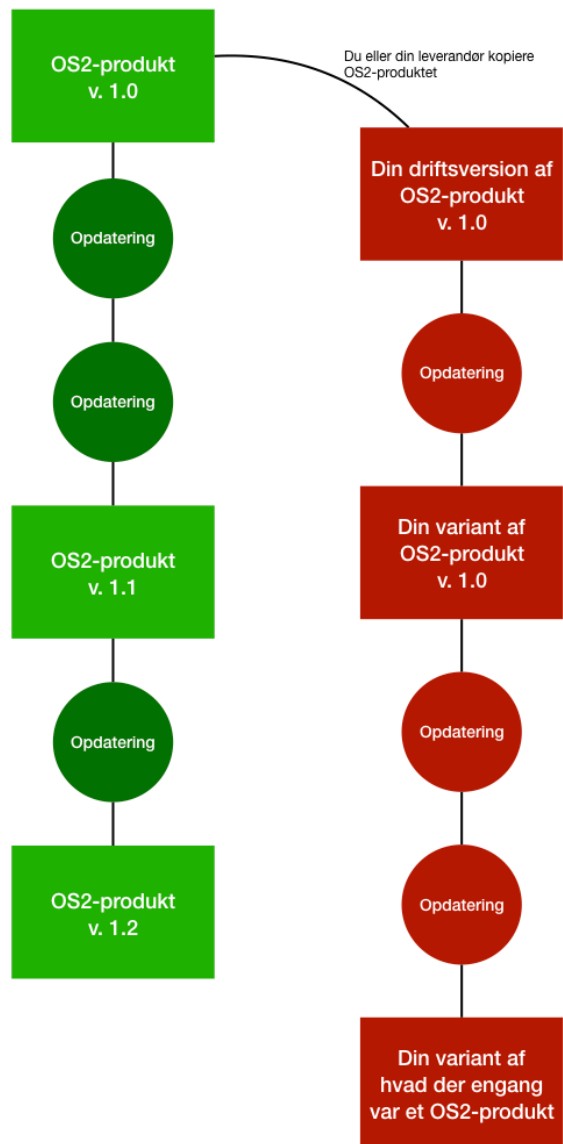 OS2-produkt
v. 1.0
Opdatering
Opdatering
OS2-produkt
v. 1.1
Opdatering
OS2-produkt
v. 1.2
Du eller din leverandør kopiere
OS2-produktet
Din driftsversion af
OS2-produkt
v. 1.0
Opdatering
Din variant af
OS2-produkt
v. 1.0
Opdatering
Opdatering
Din variant af
hvad der engang
var et OS2-produkt